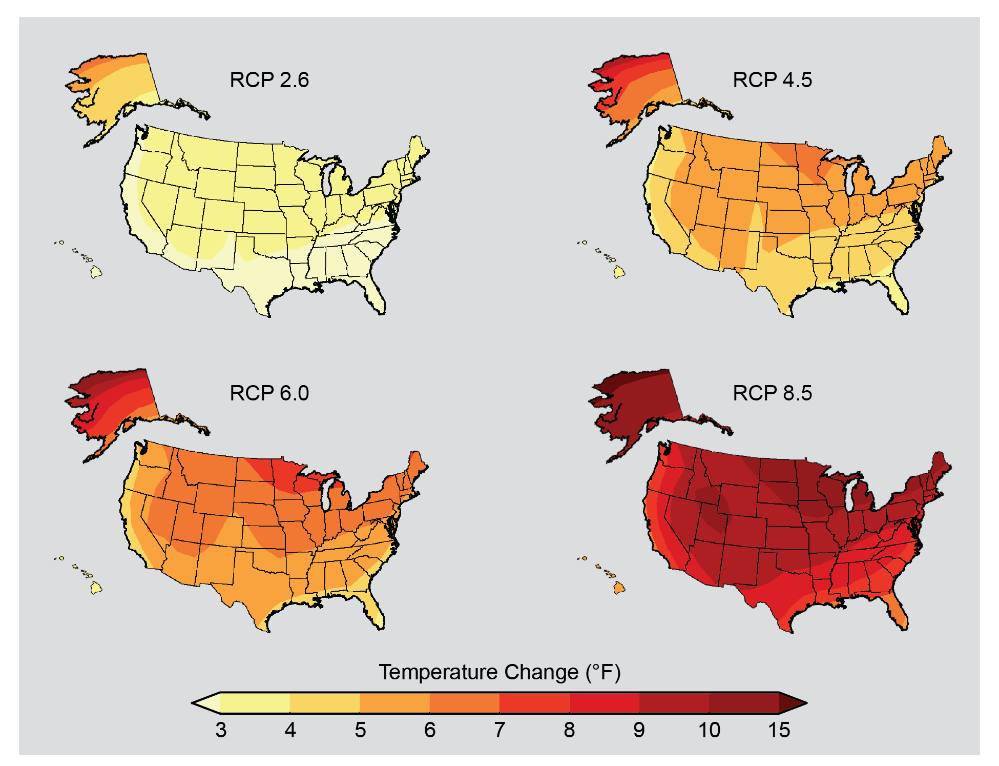 RCP 2.6
RCP 4.5
RCP 6.0
RCP 8.5
Temperature Change (°F)
3 4 5 6 7 8 9 10 15